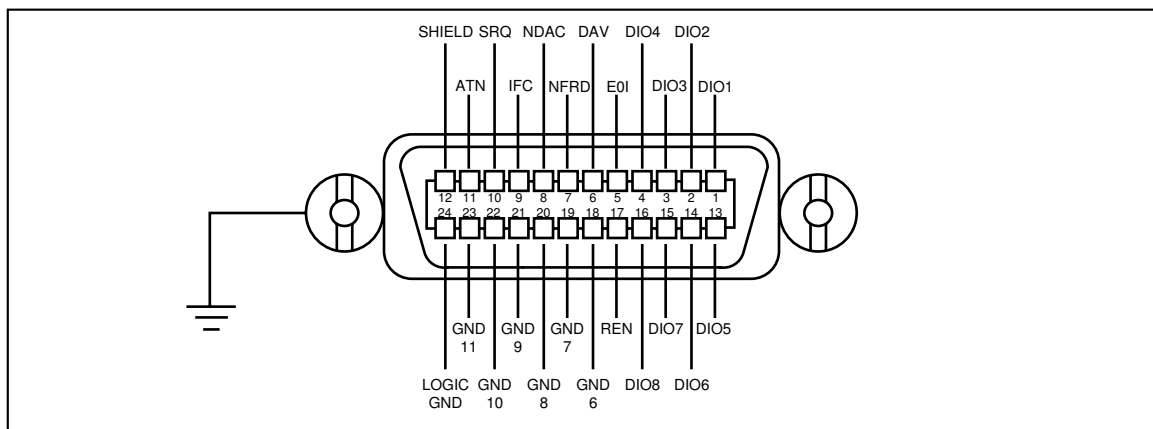 SHIELD SRQ NDAC DAV DIO4 DIO2
ATN IFC NFRD E0I DIO3 DIO1
12 11 10 9 8 7 6 5 4 3 2 1
24 23 22 21 20 19 18 17 16 15 14 13
GND GND GND REN DIO7 DIO5
11 9 7
LOGIC GND GND GND DIO8 DIO6
GND 10 8 6